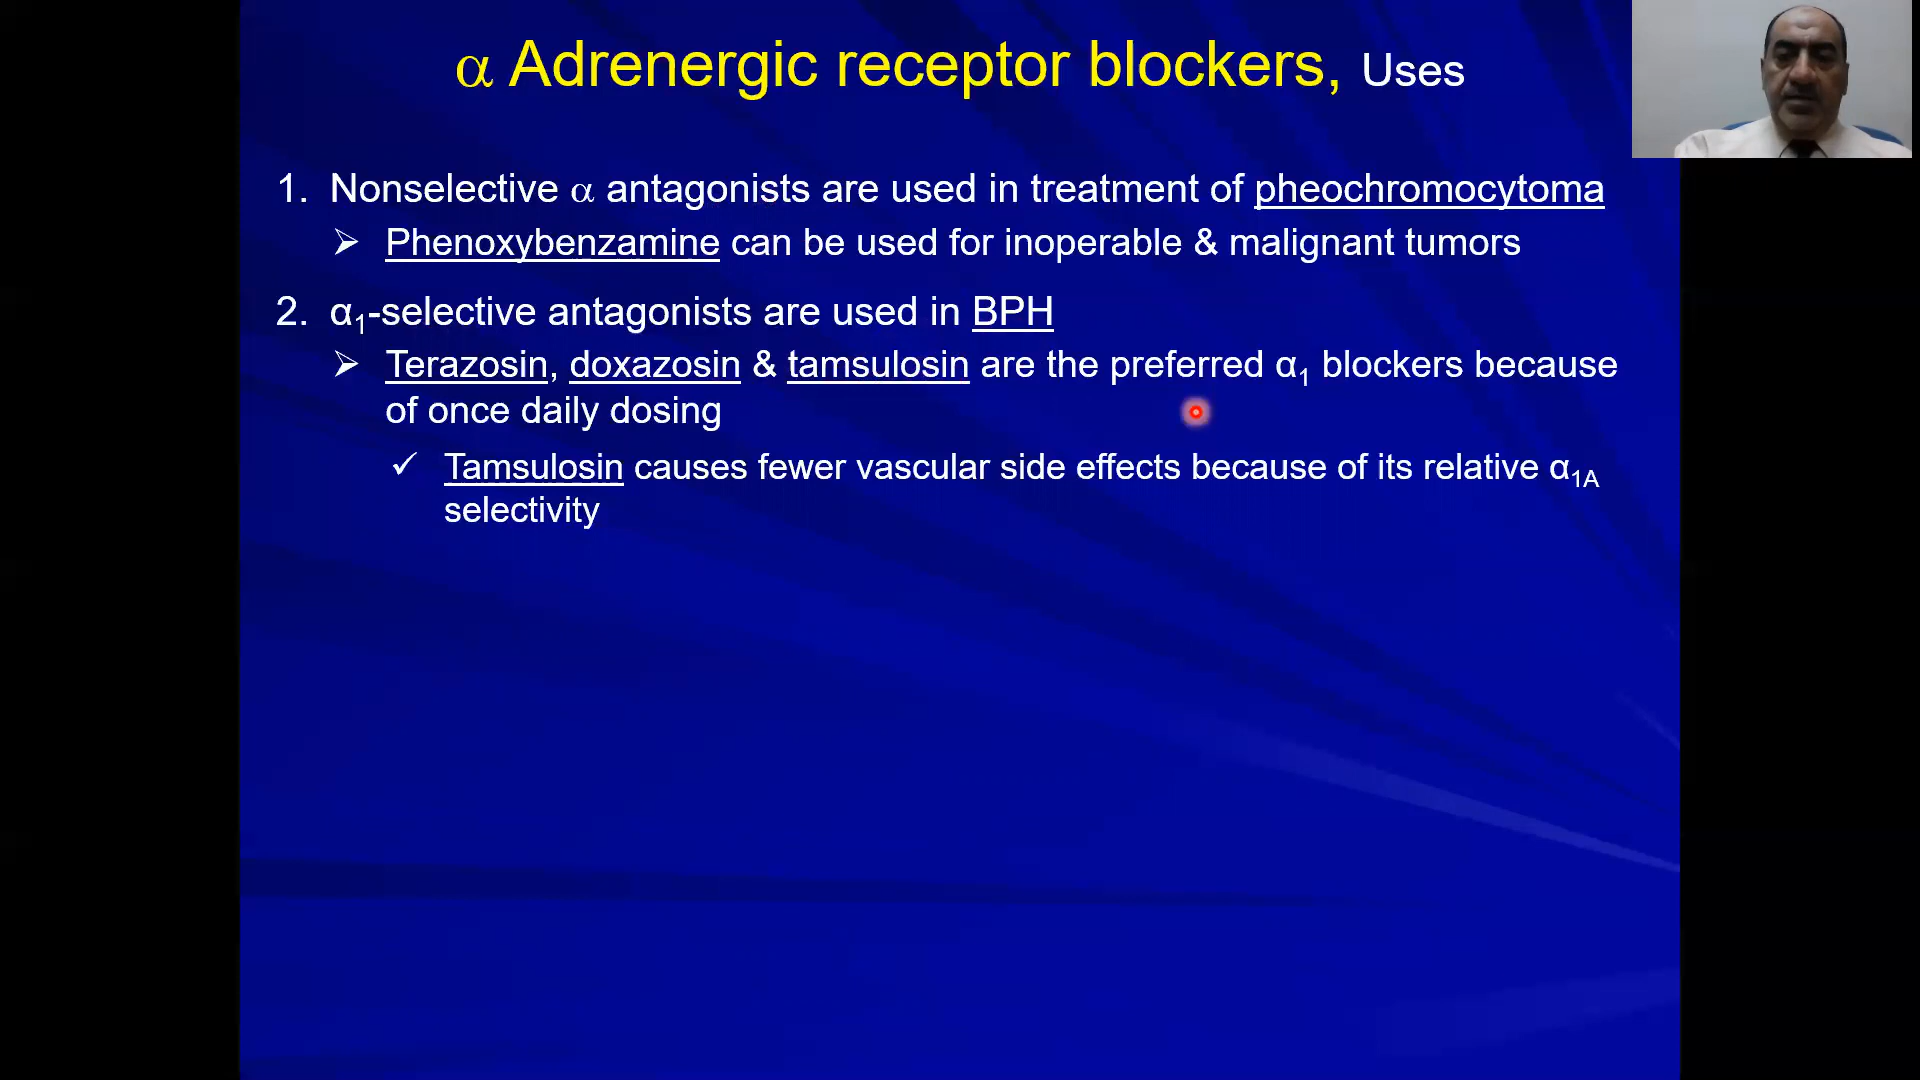 α Adrenergic receptor blockers, Uses
1. Nonselective α antagonists are used in treatment of pheochromocytoma
➢ Phenoxybenzamine can be used for inoperable & malignant tumors
2. α₁-selective antagonists are used in BPH
➢ Terazosin, doxazosin & tamsulosin are the preferred α₁ blockers because
of once daily dosing
✓ Tamsulosin causes fewer vascular side effects because of its relative α1A
selectivity